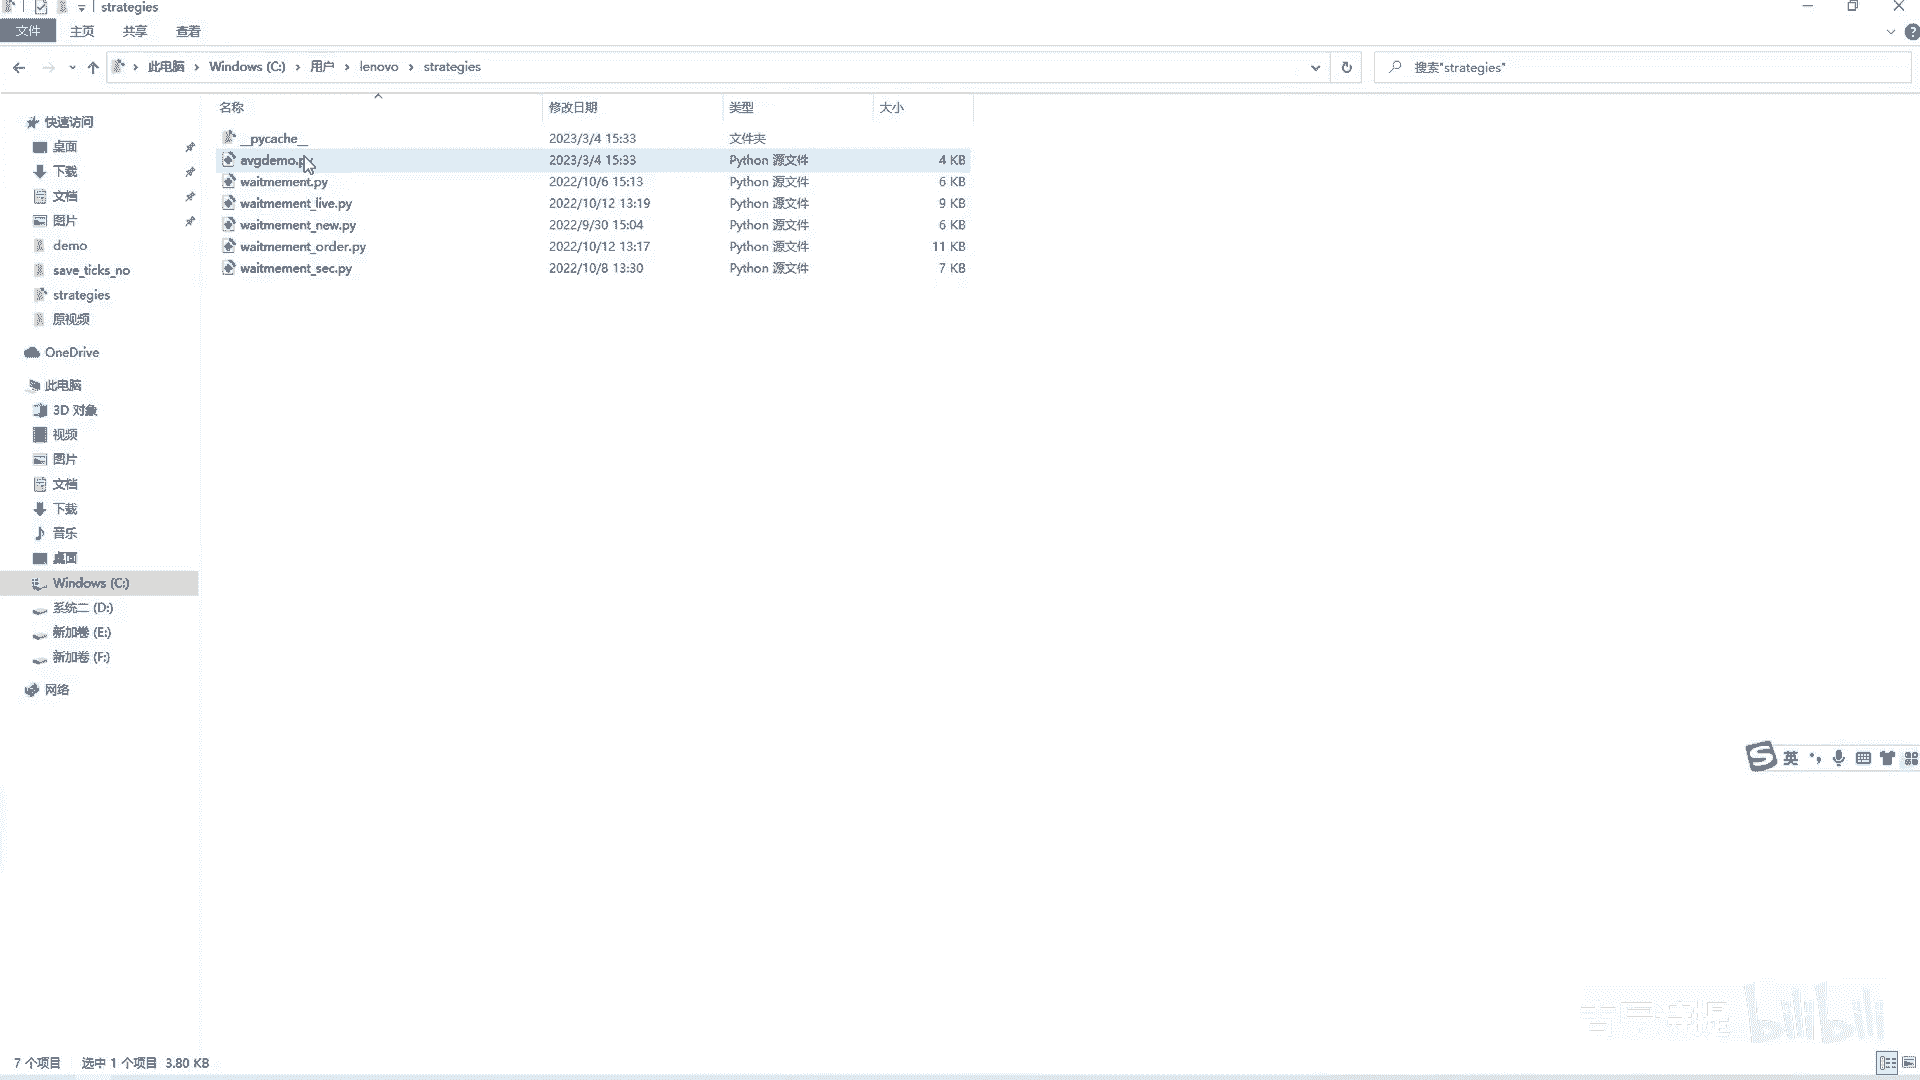 strategies
文件 主页 共享 查看
此电脑 Windows (C:) 用户 lenovo strategies
搜索"strategies"
名称 修改日期 类型 大小
__pycache__ 2023/3/4 15:33 文件夹
avgdemo.p 2023/3/4 15:33 Python 源文件 4 KB
waitmement.py 2022/10/6 15:13 Python 源文件 6 KB
waitmement_live.py 2022/10/12 13:19 Python 源文件 9 KB
waitmement_new.py 2022/9/30 15:04 Python 源文件 6 KB
waitmement_order.py 2022/10/12 13:17 Python 源文件 11 KB
waitmement_sec.py 2022/10/8 13:30 Python 源文件 7 KB
快速访问
桌面
下载
文档
图片
demo
save_ticks_no
strategies
原视频
OneDrive
此电脑
3D 对象
视频
图片
文档
下载
音乐
桌面
Windows (C:)
系统二 (D:)
新加卷 (E:)
新加卷 (F:)
网络
英
bilibili
7 个项目 选中 1 个项目 3.80 KB